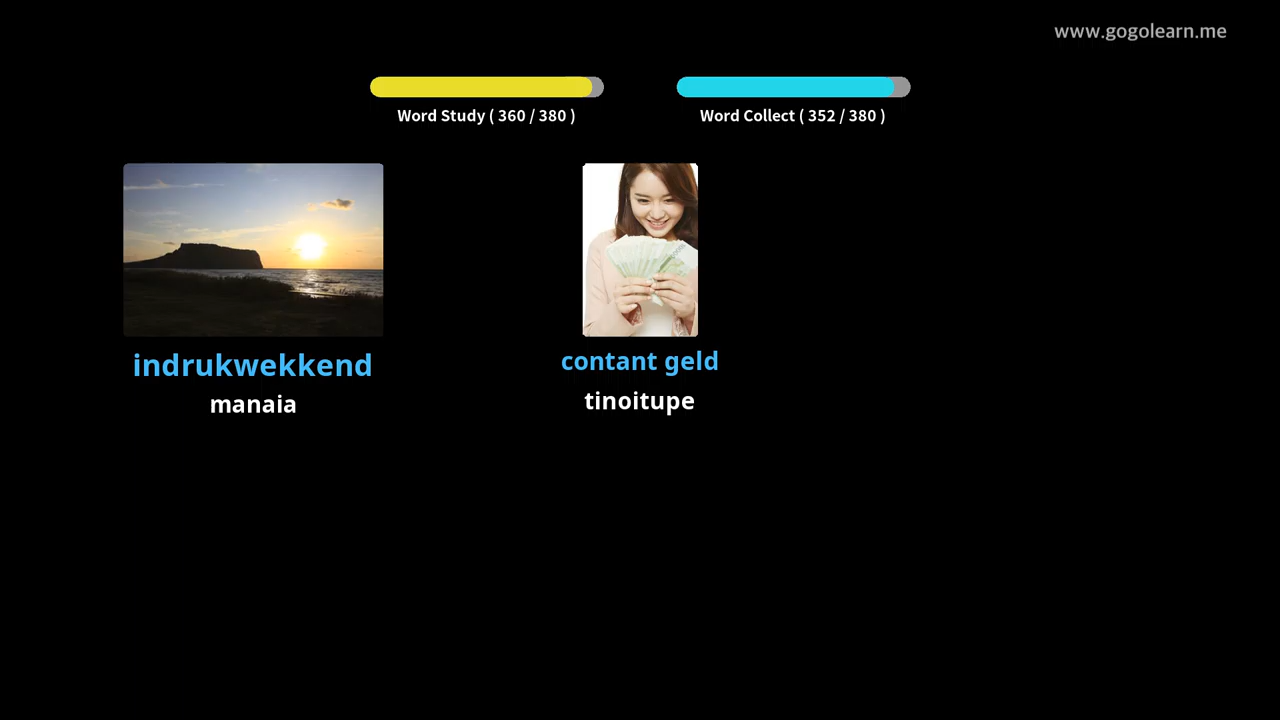 www.gogolearn.me
Word Study ( 360 / 380 )
Word Collect ( 352 / 380 )
indrukwekkend
manaia
contant geld
tinoitupe